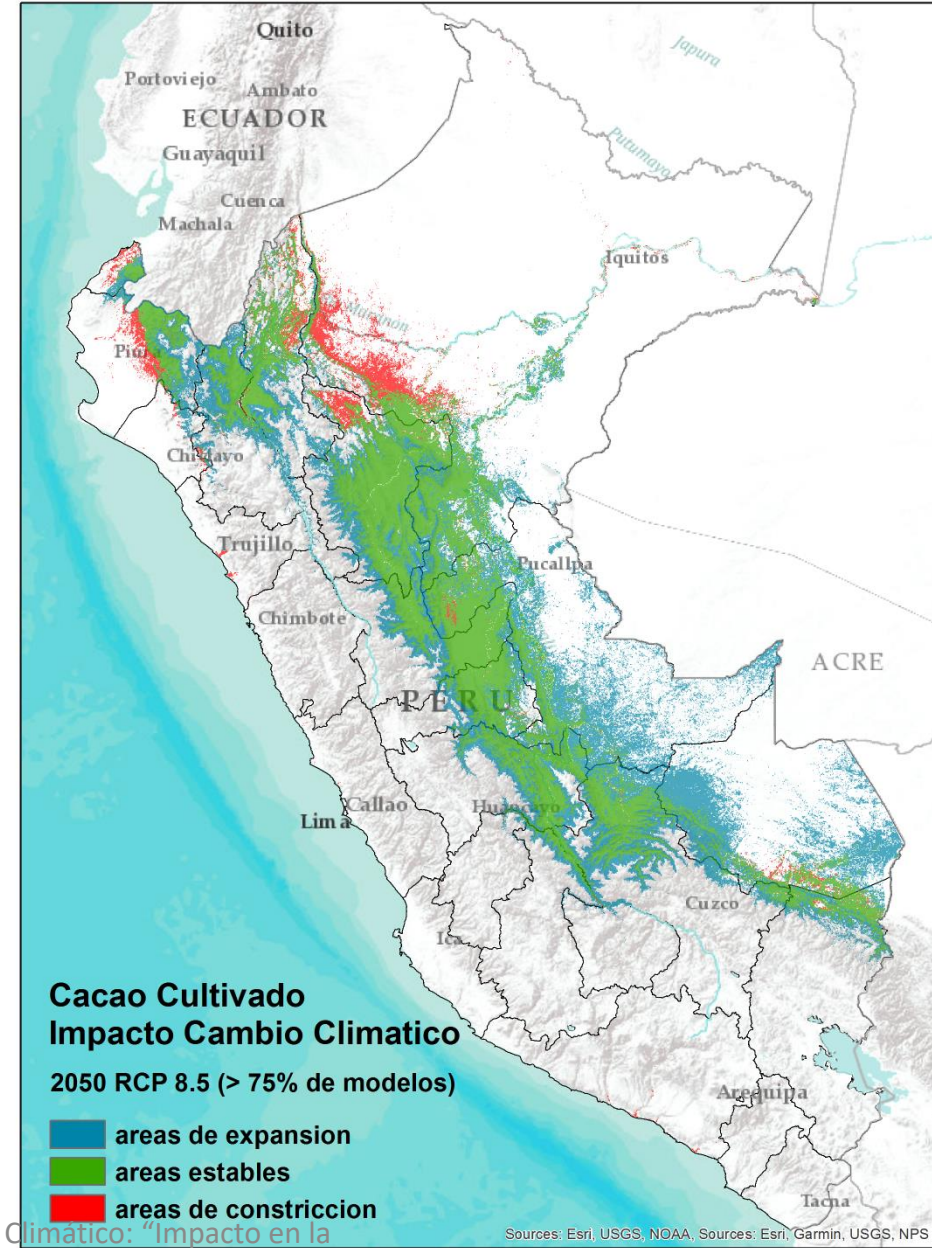 Quito
Japura
Portoviejo
Ambato
ECUADOR
Putumayo
Guayaquil
Cuenca
Machala
Iquitos
Maranon
Piura
Chiclayo
Trujillo
Pucallpa
Chimbote
ACRE
PERU
Callao
Huancayo
Lima
Cuzco
Ica
Cacao Cultivado
Impacto Cambio Climatico
2050 RCP 8.5 (> 75% de modelos)
Arequipa
areas de expansion
areas estables
areas de constriccion
Tacna
Climático: “Impacto en la
Sources: Esri, USGS, NOAA, Sources: Esri, Garmin, USGS, NPS